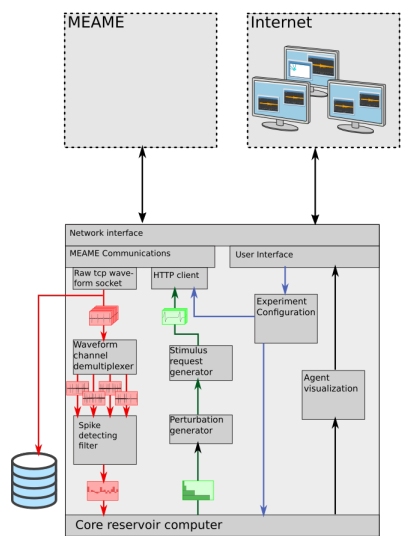 MEAME
Internet
Network interface
MEAME Communications
User Interface
Raw tcp wave-
form socket
HTTP client
Experiment
Configuration
Waveform
channel
demultiplexer
Stimulus
request
generator
Agent
visualization
Spike
detecting
filter
Perturbation
generator
Core reservoir computer